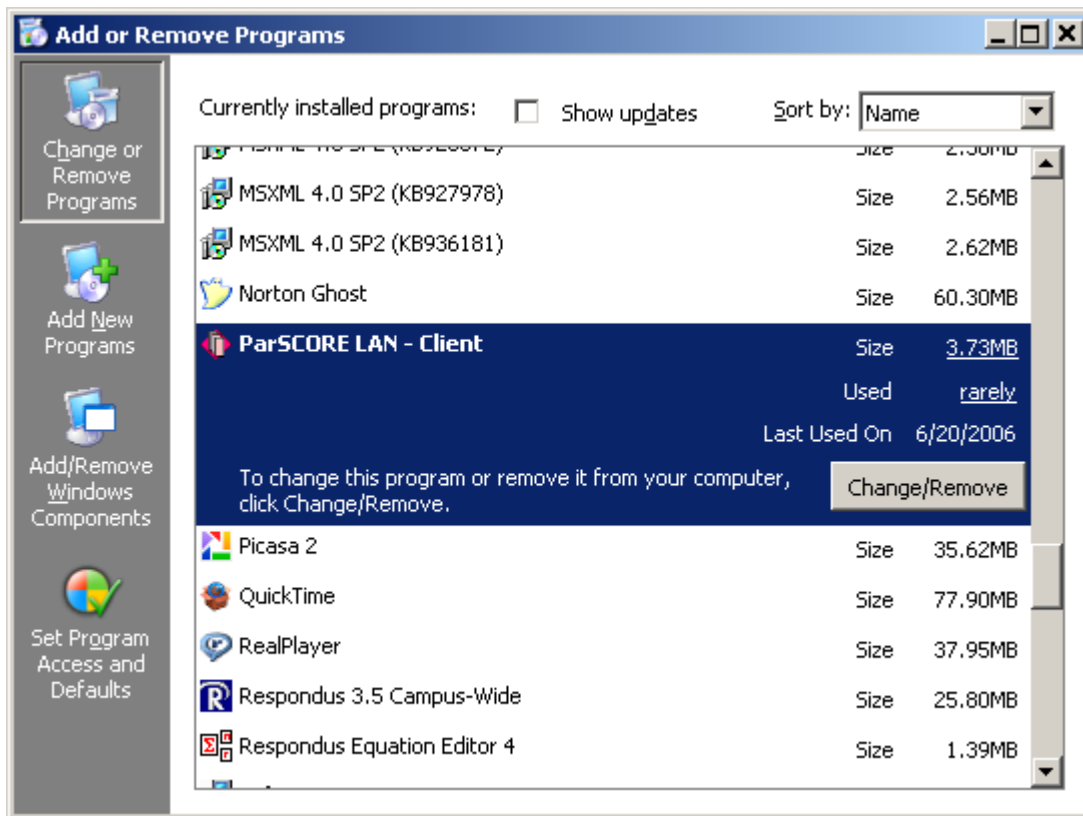 Add or Remove Programs
Change or
Remove
Programs
Add New
Programs
Add/Remove
Windows
Components
Set Program
Access and
Defaults
Currently installed programs: Show updates Sort by: Name
Size
MSXML 4.0 SP2 (KB927978) Size 2.56MB
MSXML 4.0 SP2 (KB936181) Size 2.62MB
Norton Ghost Size 60.30MB
ParSCORE LAN - Client Size 3.73MB
Used rarely
Last Used On 6/20/2006
To change this program or remove it from your computer,
click Change/Remove.
Change/Remove
Picasa 2 Size 35.62MB
QuickTime Size 77.90MB
RealPlayer Size 37.95MB
Respondus 3.5 Campus-Wide Size 25.80MB
Respondus Equation Editor 4 Size 1.39MB